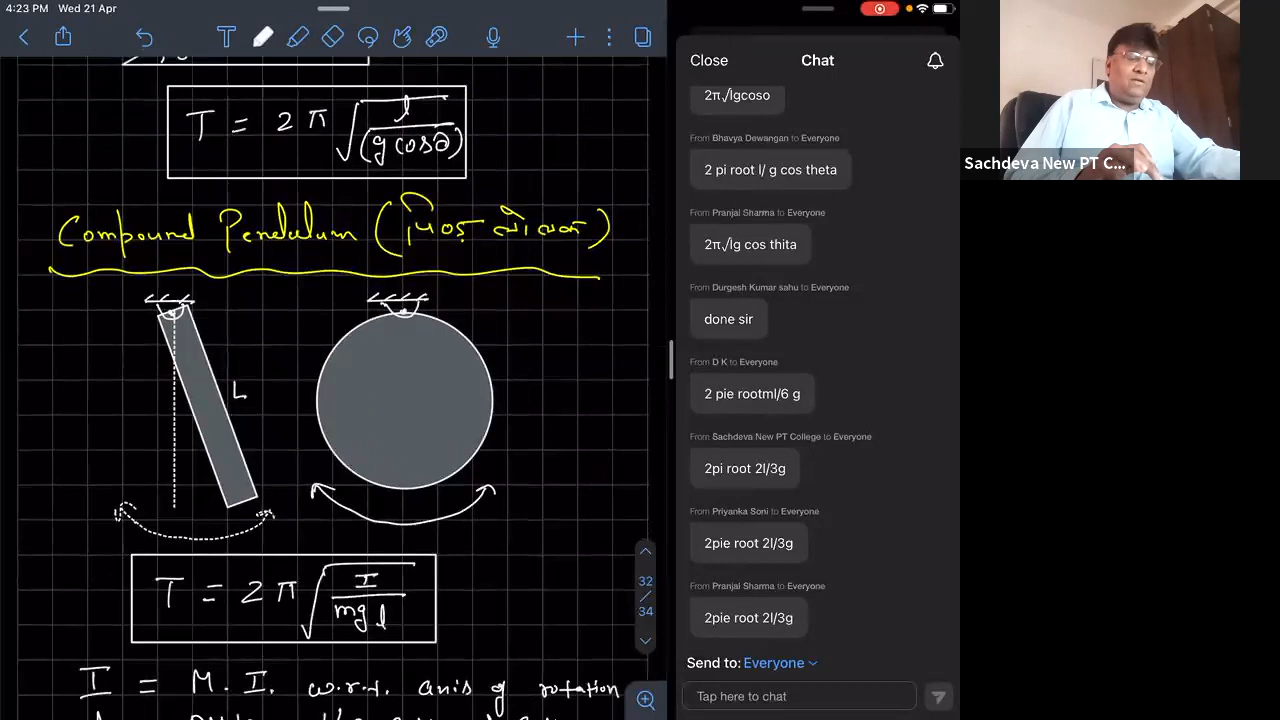 4:23 PM Wed 21 Apr
T = 2 π √ l / (g cosθ)
Compound Pendulum (पिण्ड लोलक)
L
T = 2 π √ I / mg l
I = M. I. w.r.t. axis of rotation
32
/
34
Close
Chat
2π√lgcoso
From Bhavya Dewangan to Everyone
2 pi root l/ g cos theta
From Pranjal Sharma to Everyone
2π√lg cos thita
From Durgesh Kumar sahu to Everyone
done sir
From D K to Everyone
2 pie rootml/6 g
From Sachdeva New PT College to Everyone
2pi root 2l/3g
From Priyanka Soni to Everyone
2pie root 2l/3g
From Pranjal Sharma to Everyone
2pie root 2l/3g
Send to: Everyone
Tap here to chat
Sachdeva New PT C...